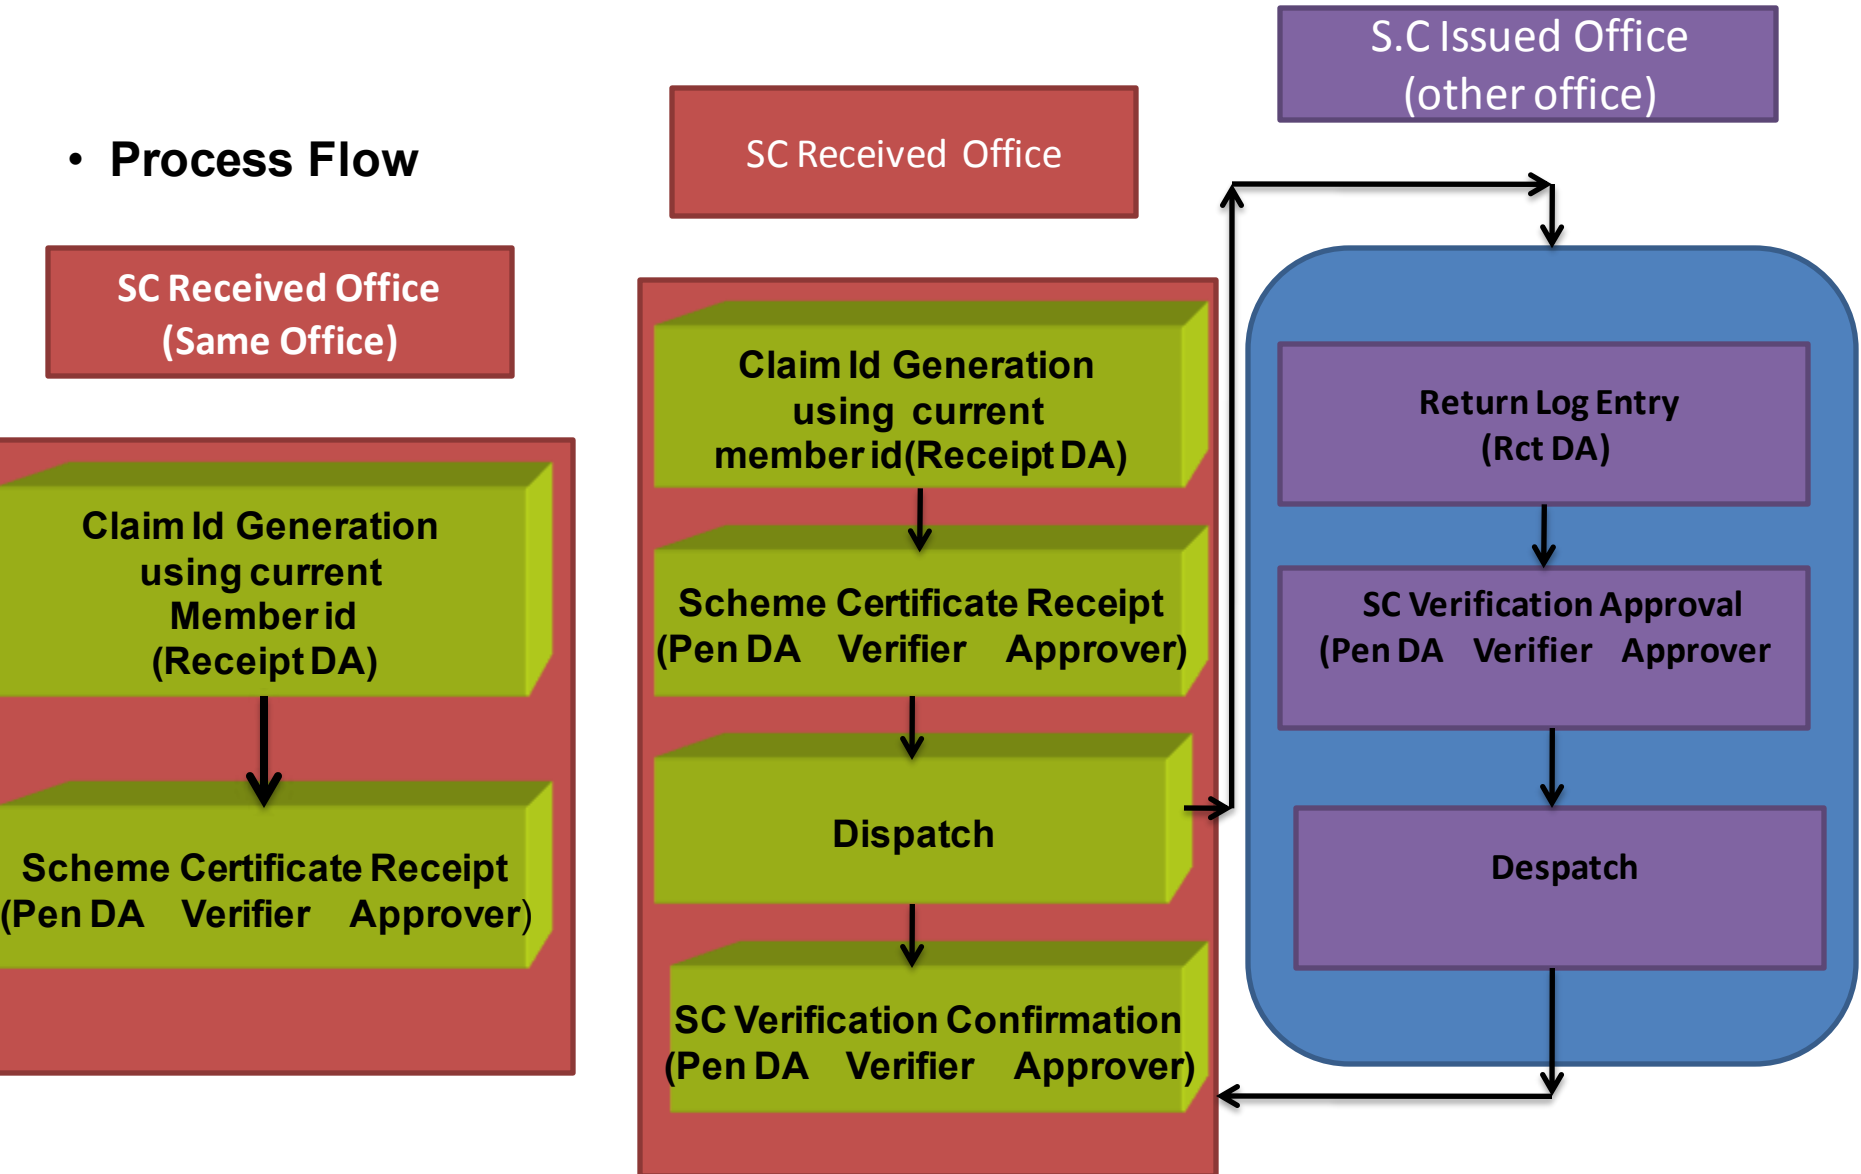 • Process Flow
SC Received Office
(Same Office)
Claim Id Generation
using current
Member id
(Receipt DA)
Scheme Certificate Receipt
(Pen DA Verifier Approver)
SC Received Office
Claim Id Generation
using current
member id(Receipt DA)
Scheme Certificate Receipt
(Pen DA Verifier Approver)
Dispatch
SC Verification Confirmation
(Pen DA Verifier Approver)
S.C Issued Office
(other office)
Return Log Entry
(Rct DA)
SC Verification Approval
(Pen DA Verifier Approver
Despatch